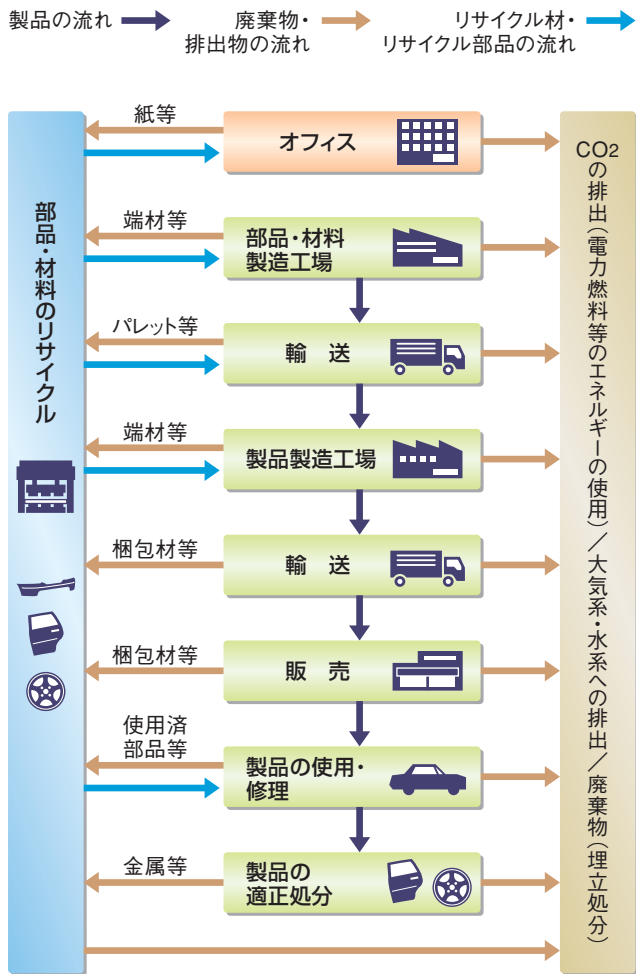 製品の流れ
廃棄物・
排出物の流れ
リサイクル材・
リサイクル部品の流れ
部品・材料のリサイクル
紙等
オフィス
端材等
部品・材料
製造工場
パレット等
輸 送
端材等
製品製造工場
梱包材等
輸 送
梱包材等
販 売
使用済
部品等
製品の使用・
修理
金属等
製品の
適正処分
CO2の排出(電力燃料等のエネルギーの使用)/大気系・水系への排出/廃棄物(埋立処分)